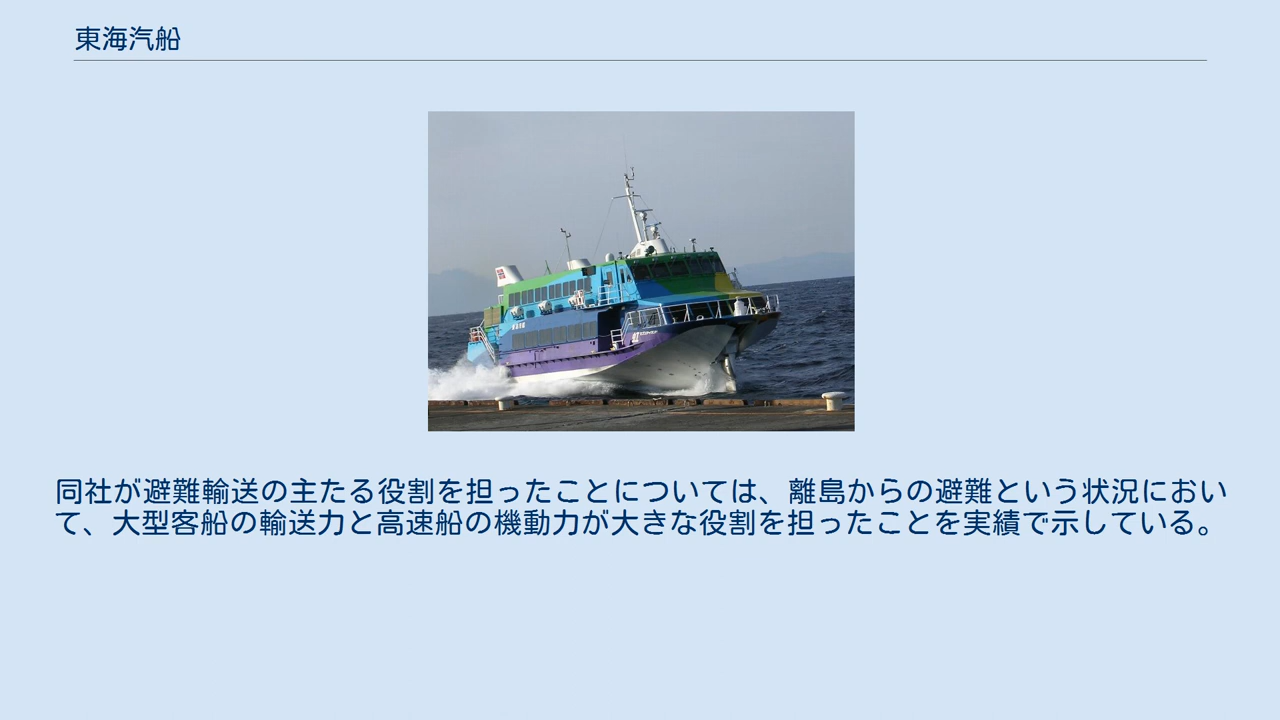 東海汽船
同社が避難輸送の主たる役割を担ったことについては、離島からの避難という状況におい
て、大型客船の輸送力と高速船の機動力が大きな役割を担ったことを実績で示している。